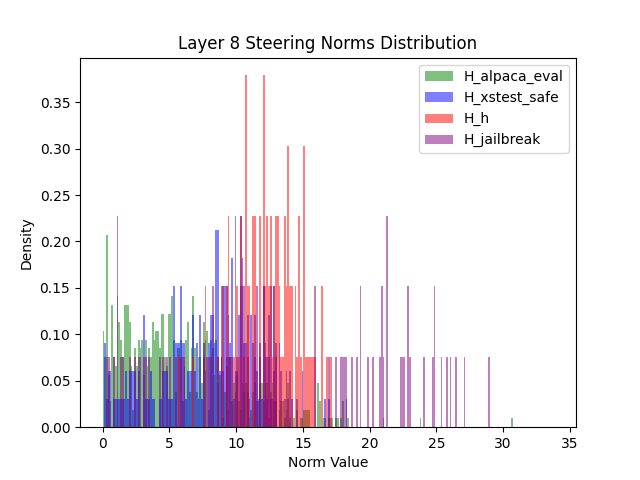 Layer 8 Steering Norms Distribution
H_alpaca_eval
H_xstest_safe
H_h
H_jailbreak
Density
0.35
0.30
0.25
0.20
0.15
0.10
0.05
0.00
0 5 10 15 20 25 30 35
Norm Value